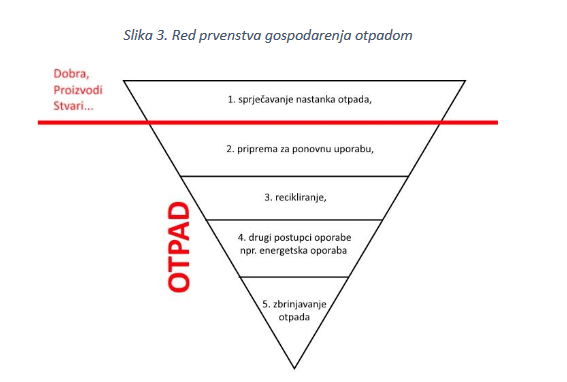 Slika 3. Red prvenstva gospodarenja otpadom
Dobra,
Proizvodi
Stvari...
1. sprječavanje nastanka otpada,
2. priprema za ponovnu uporabu,
3. recikliranje,
OTPAD
4. drugi postupci oporabe
npr. energetska oporaba
5. zbrinjavanje
otpada